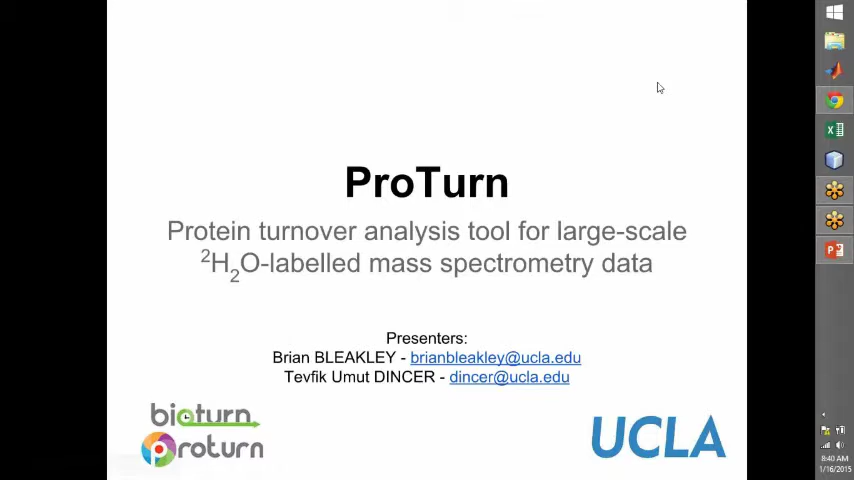 ProTurn
Protein turnover analysis tool for large-scale
²H₂O-labelled mass spectrometry data
Presenters:
Brian BLEAKLEY - brianbleakley@ucla.edu
Tevfik Umut DINCER - dincer@ucla.edu
bioturn
proturn
UCLA
8:40 AM
1/16/2015